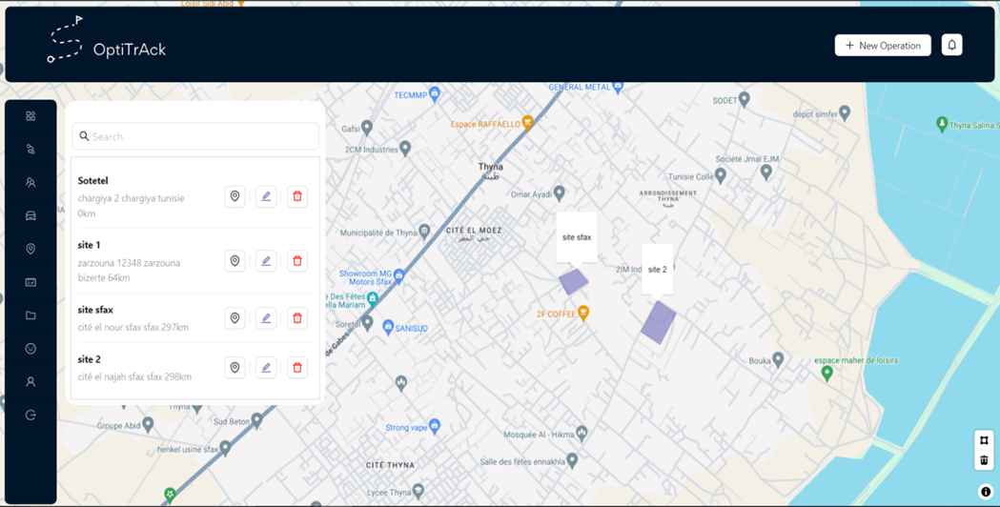 Loisir Sidi Abid
OptiTrAck
+ New Operation
Search
Sotetel
chargiya 2 chargiya tunisie
0km
site 1
zarzouna 12348 zarzouna
bizerte 64km
site sfax
cité el nour sfax sfax 297km
site 2
cité el najah sfax sfax 298km
TECMMP
GENERAL METAL
SODET
dépot simfer
Thyna Salina S
Gafsi
Espace RAFFAELLO
2CM Industries
Société Jmal EJM
Thyna
طينة
Tunisie Colle
Omar Ayadi
ARRONDISSEMENT
THYNA
طينة
Municipalité de Thyna
CITÉ EL MOEZ
site sfax
2IM Ind
site 2
Showroom MG
Motors Sfax
e Des Fêtes
ella Mariam
2F COFFEE
Soretol
SANISUD
de Gabes
Bouka
espace maher de loisirs
Thyna
Groupe Abid
Sud Beton
Strong vape
Mosquée Al - Hikma
henkel usine sfax
Salle des fêtes ennakhla
CITÉ THYNA
Lycee Thyna